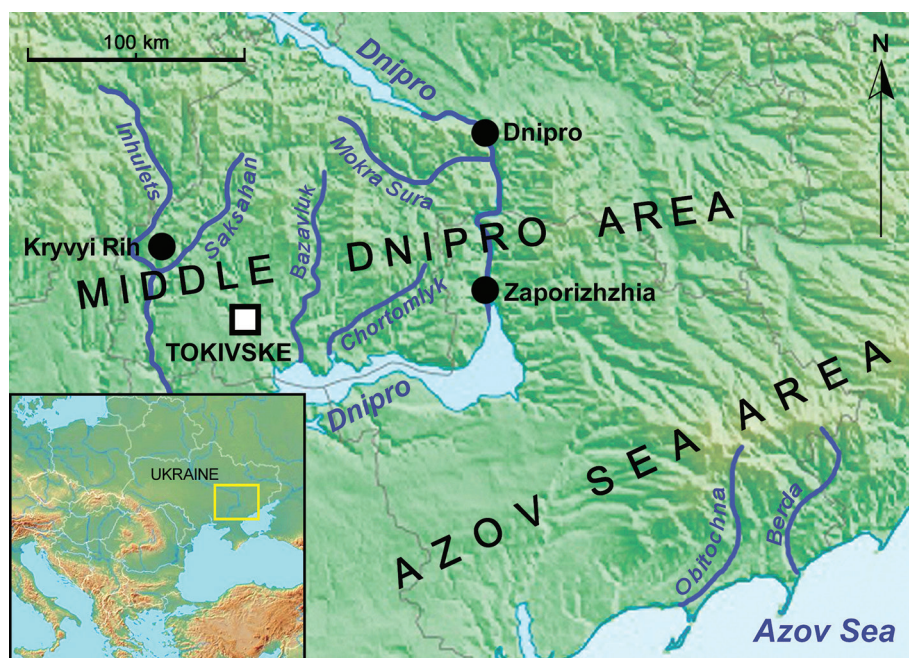 100 km
N
Dnipro
Dnipro
Inhulets
Mokra Sura
Saksahan
Bazavluk
Kryvyi Rih
MIDDLE DNIPRO AREA
Chortomlyk
Zaporizhzhia
TOKIVSKE
Dnipro
AZOV SEA AREA
UKRAINE
Obitochna
Berda
Azov Sea